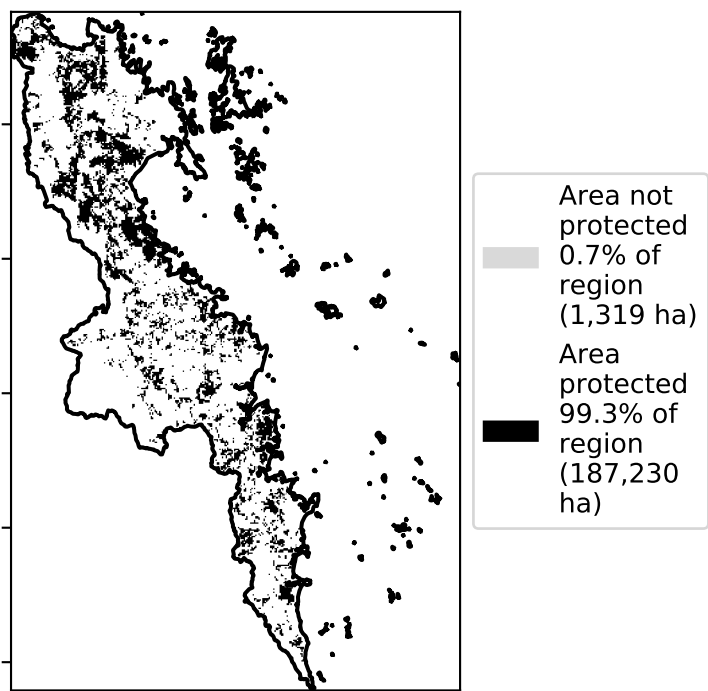 Area not
protected
0.7% of
region
(1,319 ha)
Area
protected
99.3% of
region
(187,230
ha)